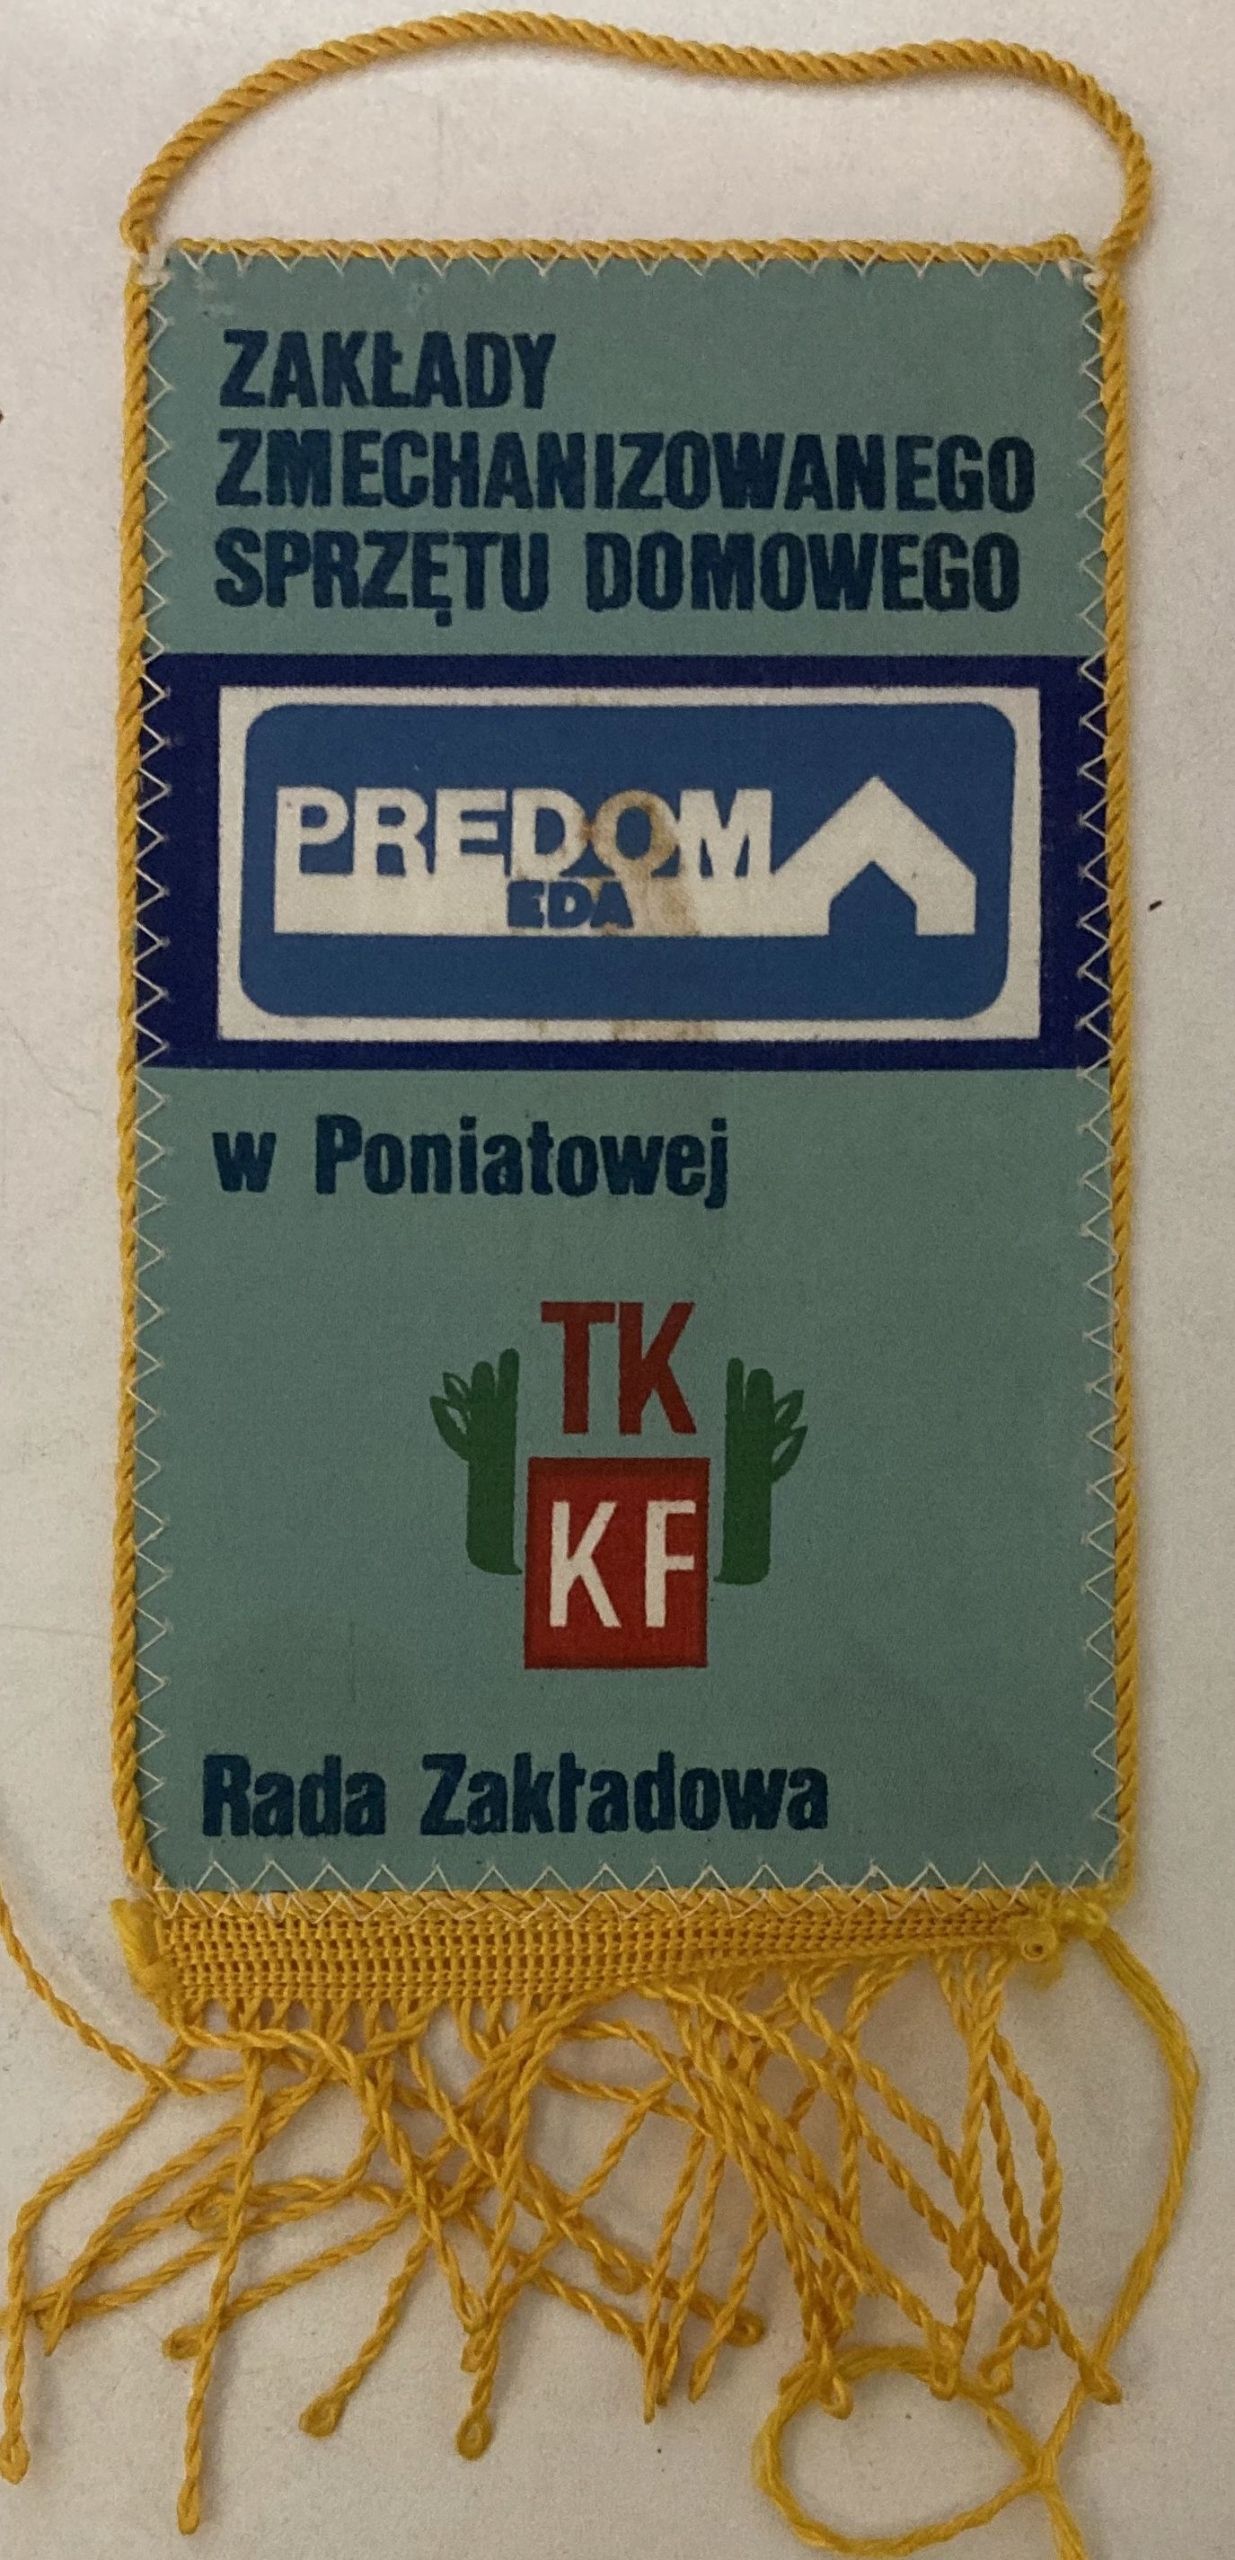 ZAKŁADY
ZMECHANIZOWANEGO
SPRZĘTU DOMOWEGO
PREDOM
EDA
w Poniatowej
TK
KF
Rada Zakładowa